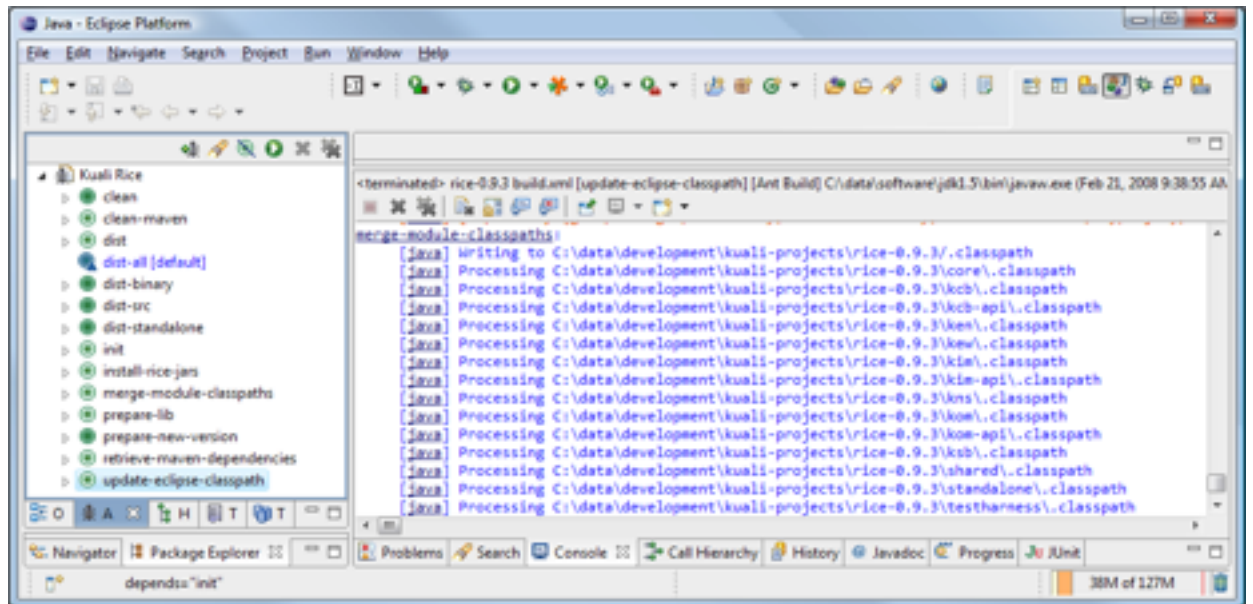 Java - Eclipse Platform
File Edit Navigate Search Project Run Window Help
Kuali Rice
clean
clean-maven
dist
dist-all [default]
dist-binary
dist-src
dist-standalone
init
install-rice-jars
merge-module-classpaths
prepare-lib
prepare-new-version
retrieve-maven-dependencies
update-eclipse-classpath
O A H T T
Navigator Package Explorer
<terminated> rice-0.9.3 build.xml [update-eclipse-classpath] [Ant Build] C:\data\software\jdk1.5\bin\javaw.exe (Feb 21, 2008 9:38:55 AM
merge-module-classpaths:
[java] Writing to C:\data\development\kuali-projects\rice-0.9.3/.classpath
[java] Processing C:\data\development\kuali-projects\rice-0.9.3\core\.classpath
[java] Processing C:\data\development\kuali-projects\rice-0.9.3\kcb\.classpath
[java] Processing C:\data\development\kuali-projects\rice-0.9.3\kcb-api\.classpath
[java] Processing C:\data\development\kuali-projects\rice-0.9.3\ken\.classpath
[java] Processing C:\data\development\kuali-projects\rice-0.9.3\kew\.classpath
[java] Processing C:\data\development\kuali-projects\rice-0.9.3\kim\.classpath
[java] Processing C:\data\development\kuali-projects\rice-0.9.3\kim-api\.classpath
[java] Processing C:\data\development\kuali-projects\rice-0.9.3\kns\.classpath
[java] Processing C:\data\development\kuali-projects\rice-0.9.3\kom\.classpath
[java] Processing C:\data\development\kuali-projects\rice-0.9.3\kom-api\.classpath
[java] Processing C:\data\development\kuali-projects\rice-0.9.3\ksb\.classpath
[java] Processing C:\data\development\kuali-projects\rice-0.9.3\shared\.classpath
[java] Processing C:\data\development\kuali-projects\rice-0.9.3\standalone\.classpath
[java] Processing C:\data\development\kuali-projects\rice-0.9.3\testharness\.classpath
Problems Search Console Call Hierarchy History Javadoc Progress JUnit
depends="init"
38M of 127M